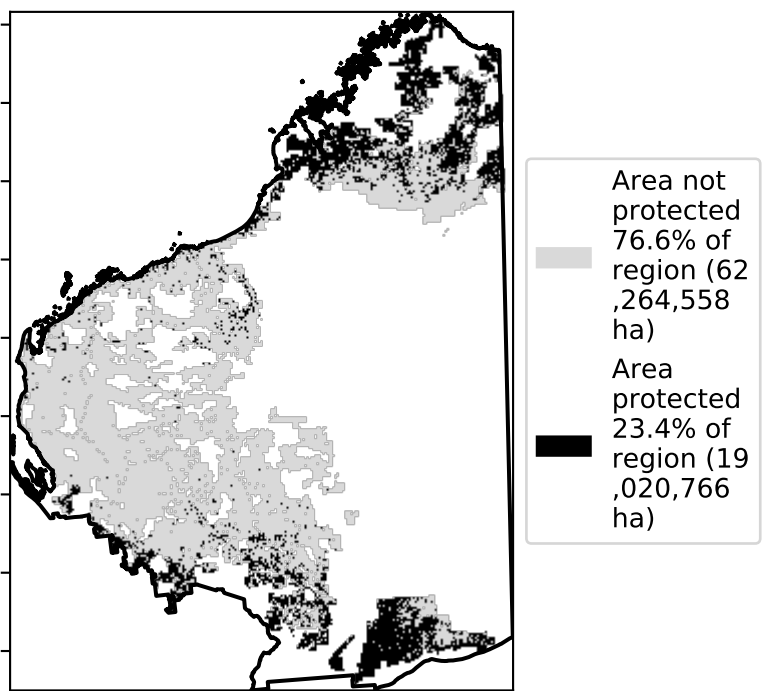 Area not
protected
76.6% of
region (62
,264,558
ha)
Area
protected
23.4% of
region (19
,020,766
ha)